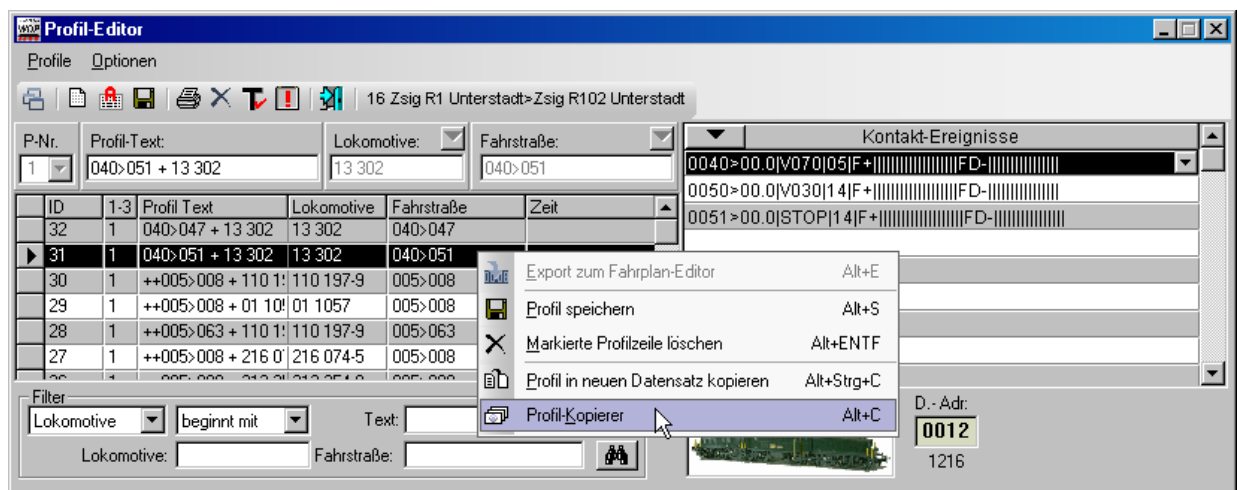 WDP Profil-Editor
Profile Optionen
16 Zsig R1 Unterstadt>Zsig R102 Unterstadt
P-Nr. Profil-Text: Lokomotive: Fahrstraße:
1 040>051 + 13 302 13 302 040>051
Kontakt-Ereignisse
0040>00.0|V070|05|F+||||||||||||||||||FD-|||||||||||||||
0050>00.0|V030|14|F+||||||||||||||||||FD-|||||||||||||||
0051>00.0|STOP|14|F+||||||||||||||||||FD-|||||||||||||||
ID 1-3 Profil Text Lokomotive Fahrstraße Zeit
32 1 040>047 + 13 302 13 302 040>047
31 1 040>051 + 13 302 13 302 040>051
30 1 ++005>008 + 110 1 110 197-9 005>008
29 1 ++005>008 + 01 10 01 1057 005>008
28 1 ++005>063 + 110 1 110 197-9 005>063
27 1 ++005>008 + 216 0 216 074-5 005>008
Export zum Fahrplan-Editor Alt+E
Profil speichern Alt+S
Markierte Profilzeile löschen Alt+ENTF
Profil in neuen Datensatz kopieren Alt+Strg+C
Profil-Kopierer Alt+C
Filter
Lokomotive beginnt mit Text:
Lokomotive: Fahrstraße:
D.- Adr:
0012
1216